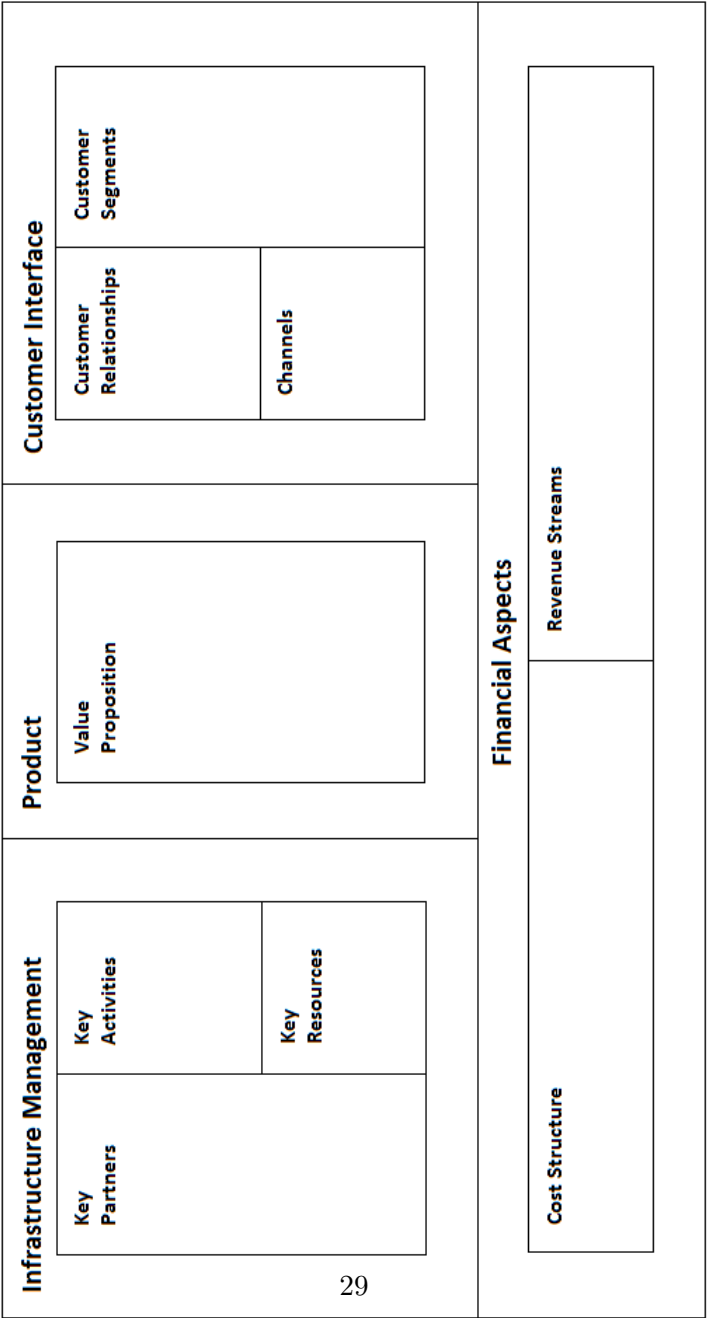 Infrastructure Management
Key
Partners
Key
Activities
Key
Resources
Product
Value
Proposition
Customer Interface
Customer
Relationships
Channels
Customer
Segments
Financial Aspects
Cost Structure
Revenue Streams
29